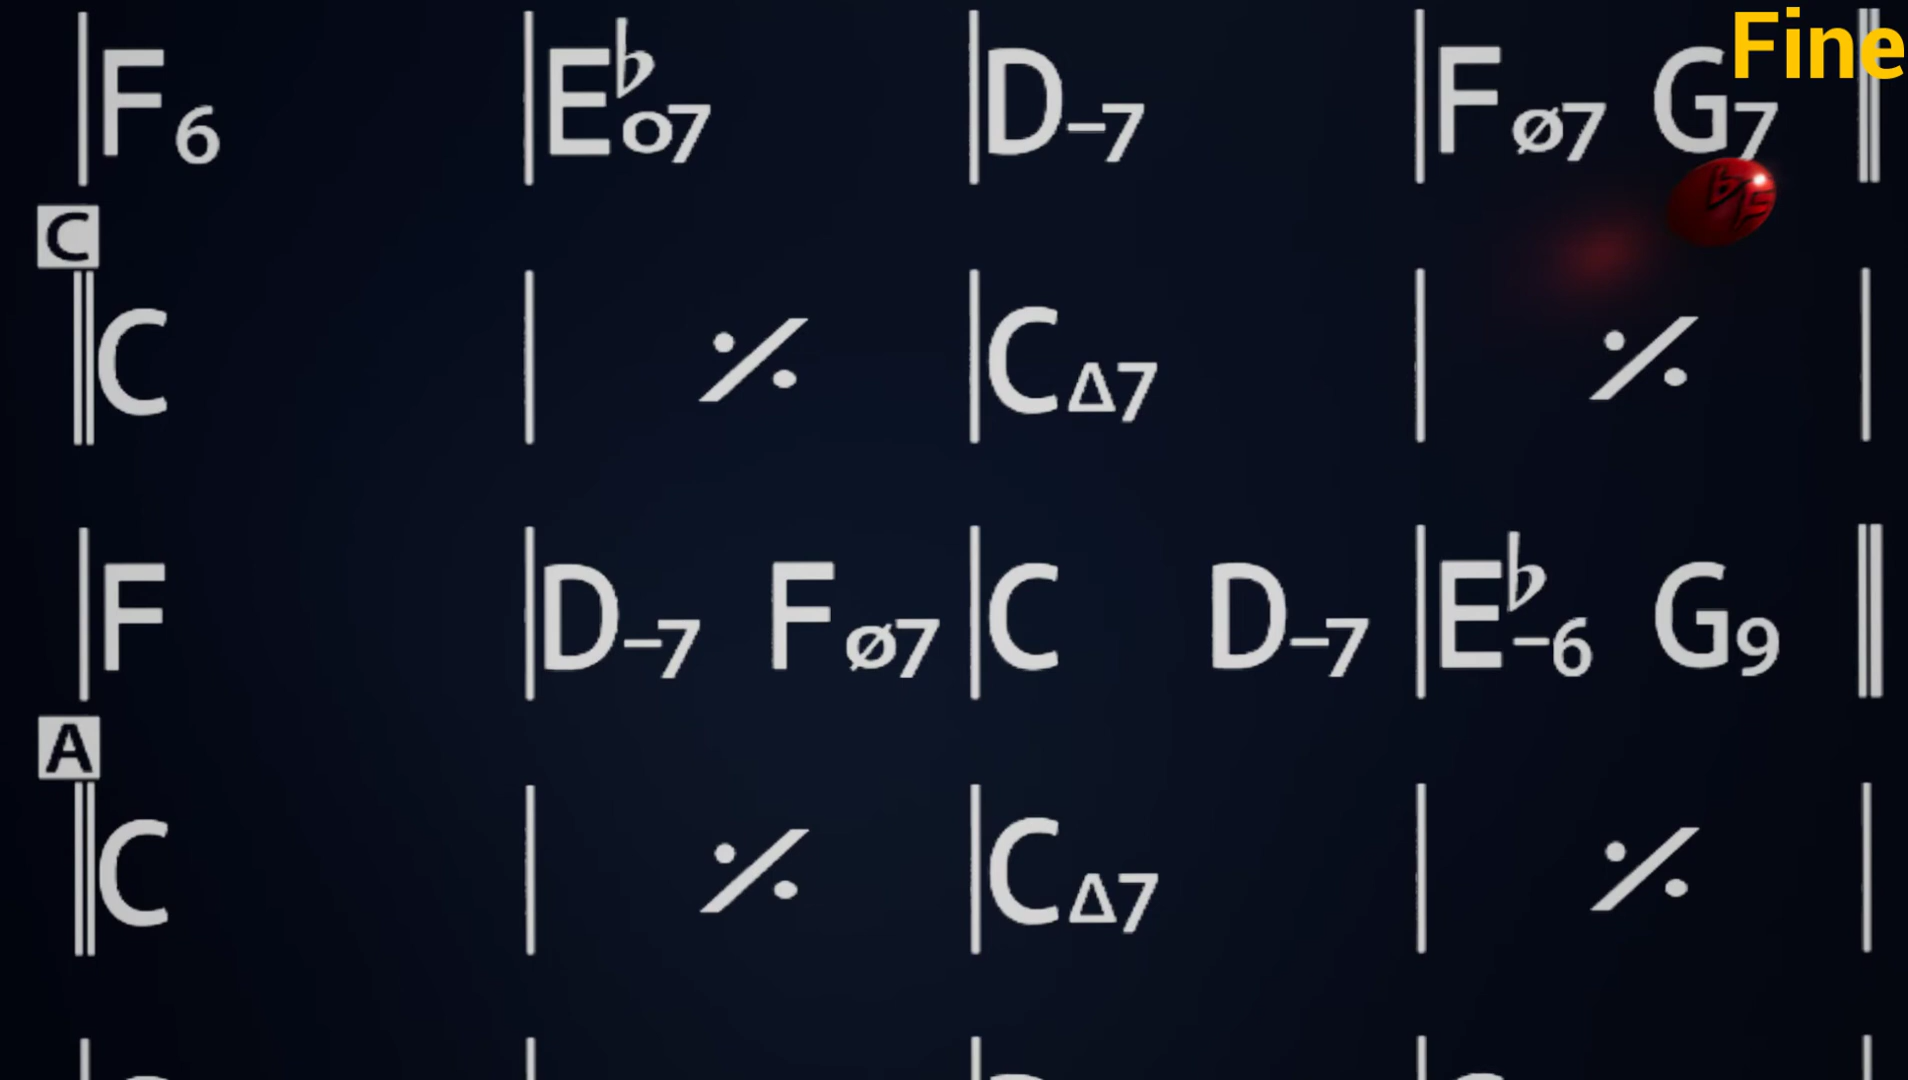 Fine
F6 E♭o7 D–7 Fø7 G7
C
C 𝄎 CΔ7 𝄎
F D–7 Fø7 C D–7 E♭–6 G9
A
C 𝄎 CΔ7 𝄎